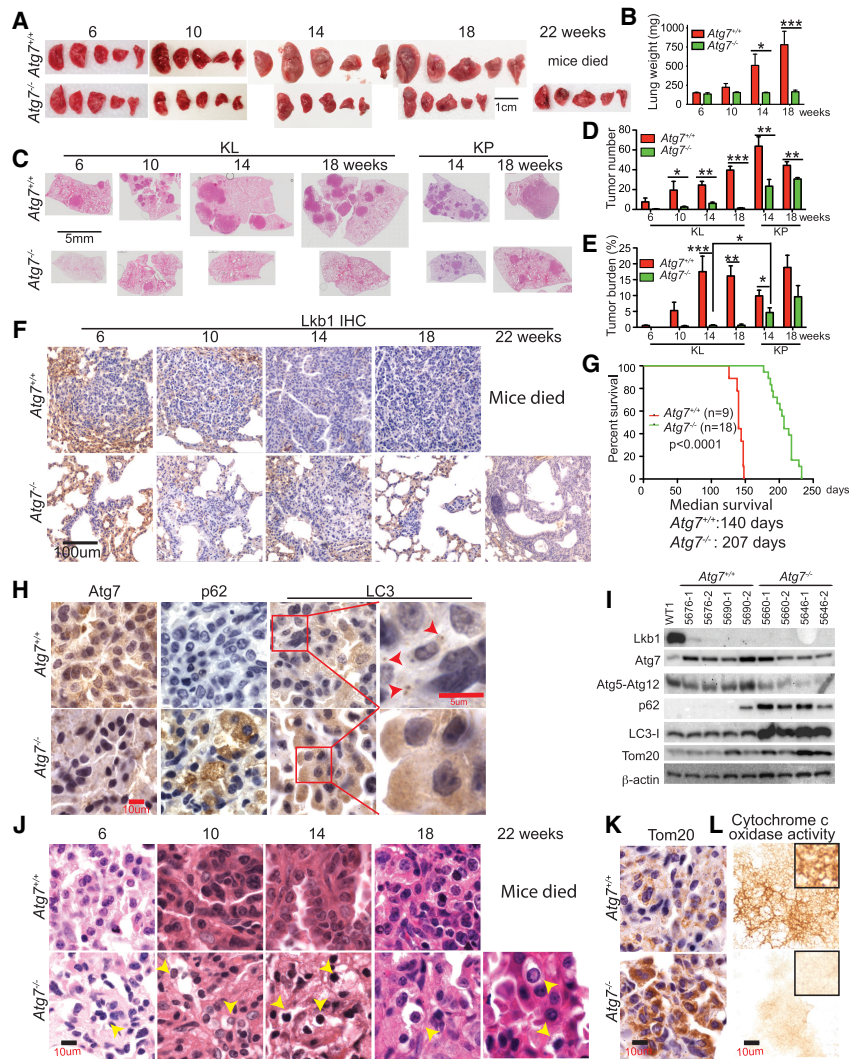 A
6
10
14
18
22 weeks
Atg7+/+
mice died
Atg7-/-
1cm
B
Lung weight (mg)
1000
750
500
250
0
Atg7+/+
Atg7-/-
*
***
6
10
14
18 weeks
C
KL
KP
6
10
14
18 weeks
14
18 weeks
Atg7+/+
5mm
Atg7-/-
D
Tumor number
80
60
40
20
0
Atg7+/+
Atg7-/-
*
**
***
**
**
6
10
14
18
14
18 weeks
KL
KP
E
Tumor burden (%)
25
20
15
10
5
0
Atg7+/+
Atg7-/-
***
**
*
*
6
10
14
18
14
18 weeks
KL
KP
F
Lkb1 IHC
6
10
14
18
22 weeks
Atg7+/+
Mice died
Atg7-/-
100um
G
Percent survival
100
80
60
40
20
0
Atg7+/+ (n=9)
Atg7-/- (n=18)
p<0.0001
0
50
100
150
200
250
days
Median survival
Atg7+/+:140 days
Atg7-/-: 207 days
H
Atg7
p62
LC3
Atg7+/+
5um
Atg7-/-
10um
I
Atg7+/+
Atg7-/-
WT1
5676-1
5676-2
5690-1
5690-2
5660-1
5660-2
5646-1
5646-2
Lkb1
Atg7
Atg5-Atg12
p62
LC3-I
Tom20
β-actin
J
6
10
14
18
22 weeks
Atg7+/+
Mice died
Atg7-/-
10um
K
Tom20
Atg7+/+
Atg7-/-
10um
L
Cytochrome c
oxidase activity
10um